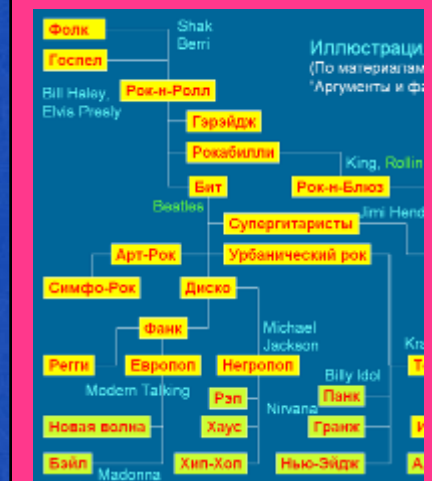 Фолк
Shak
Berri
Госпел
Иллюстраци
(По материалам
"Аргументы и фа
Bill Haley,
Elvis Presly
Рок-н-Ролл
Гэрэйдж
Рокабилли
King, Rollin
Бит
Рок-н-Блюз
Beatles
Jimi Hend
Супергитаристы
Арт-Рок
Урбанический рок
Симфо-Рок
Диско
Фанк
Michael
Jackson
Kra
Регги
Европоп
Негропоп
Billy Idol
Modern Talking
Рэп
Nirvana
Панк
Новая волна
Хаус
Гранж
Бэйл
Madonna
Хип-Хоп
Нью-Эйдж